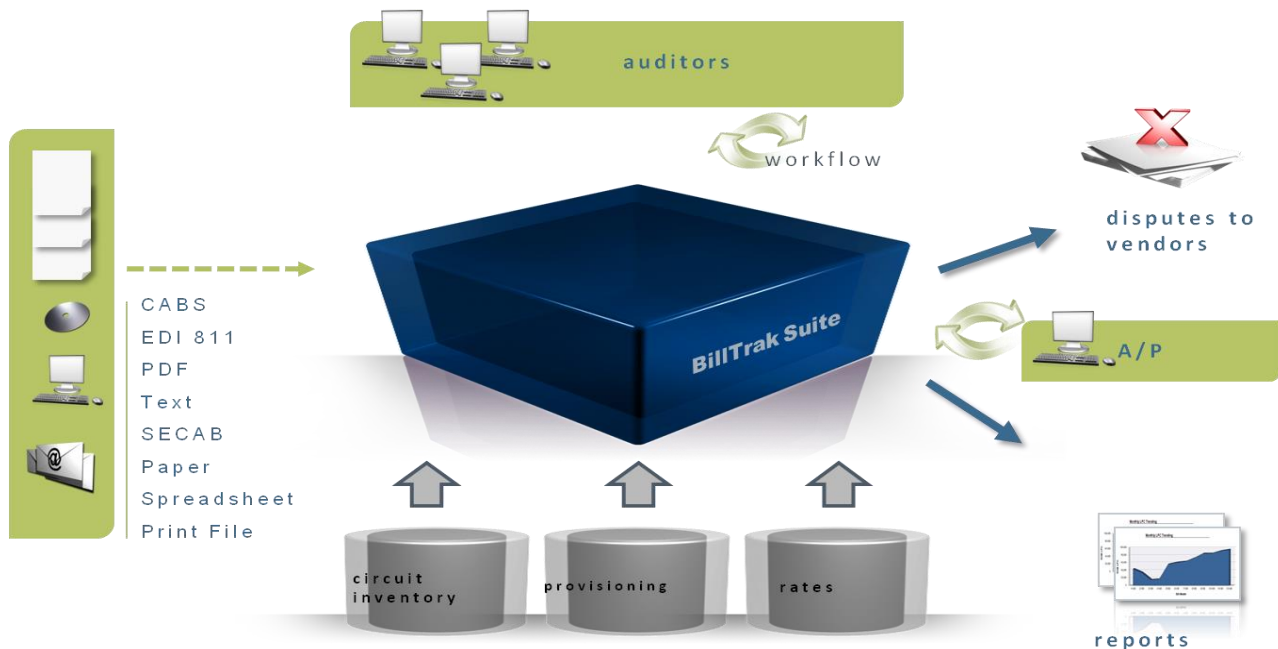 auditors
workflow
disputes to
vendors
CABS
EDI 811
PDF
Text
SECAB
Paper
Spreadsheet
Print File
@
BillTrak Suite
A/P
circuit
inventory
provisioning
rates
X
reports